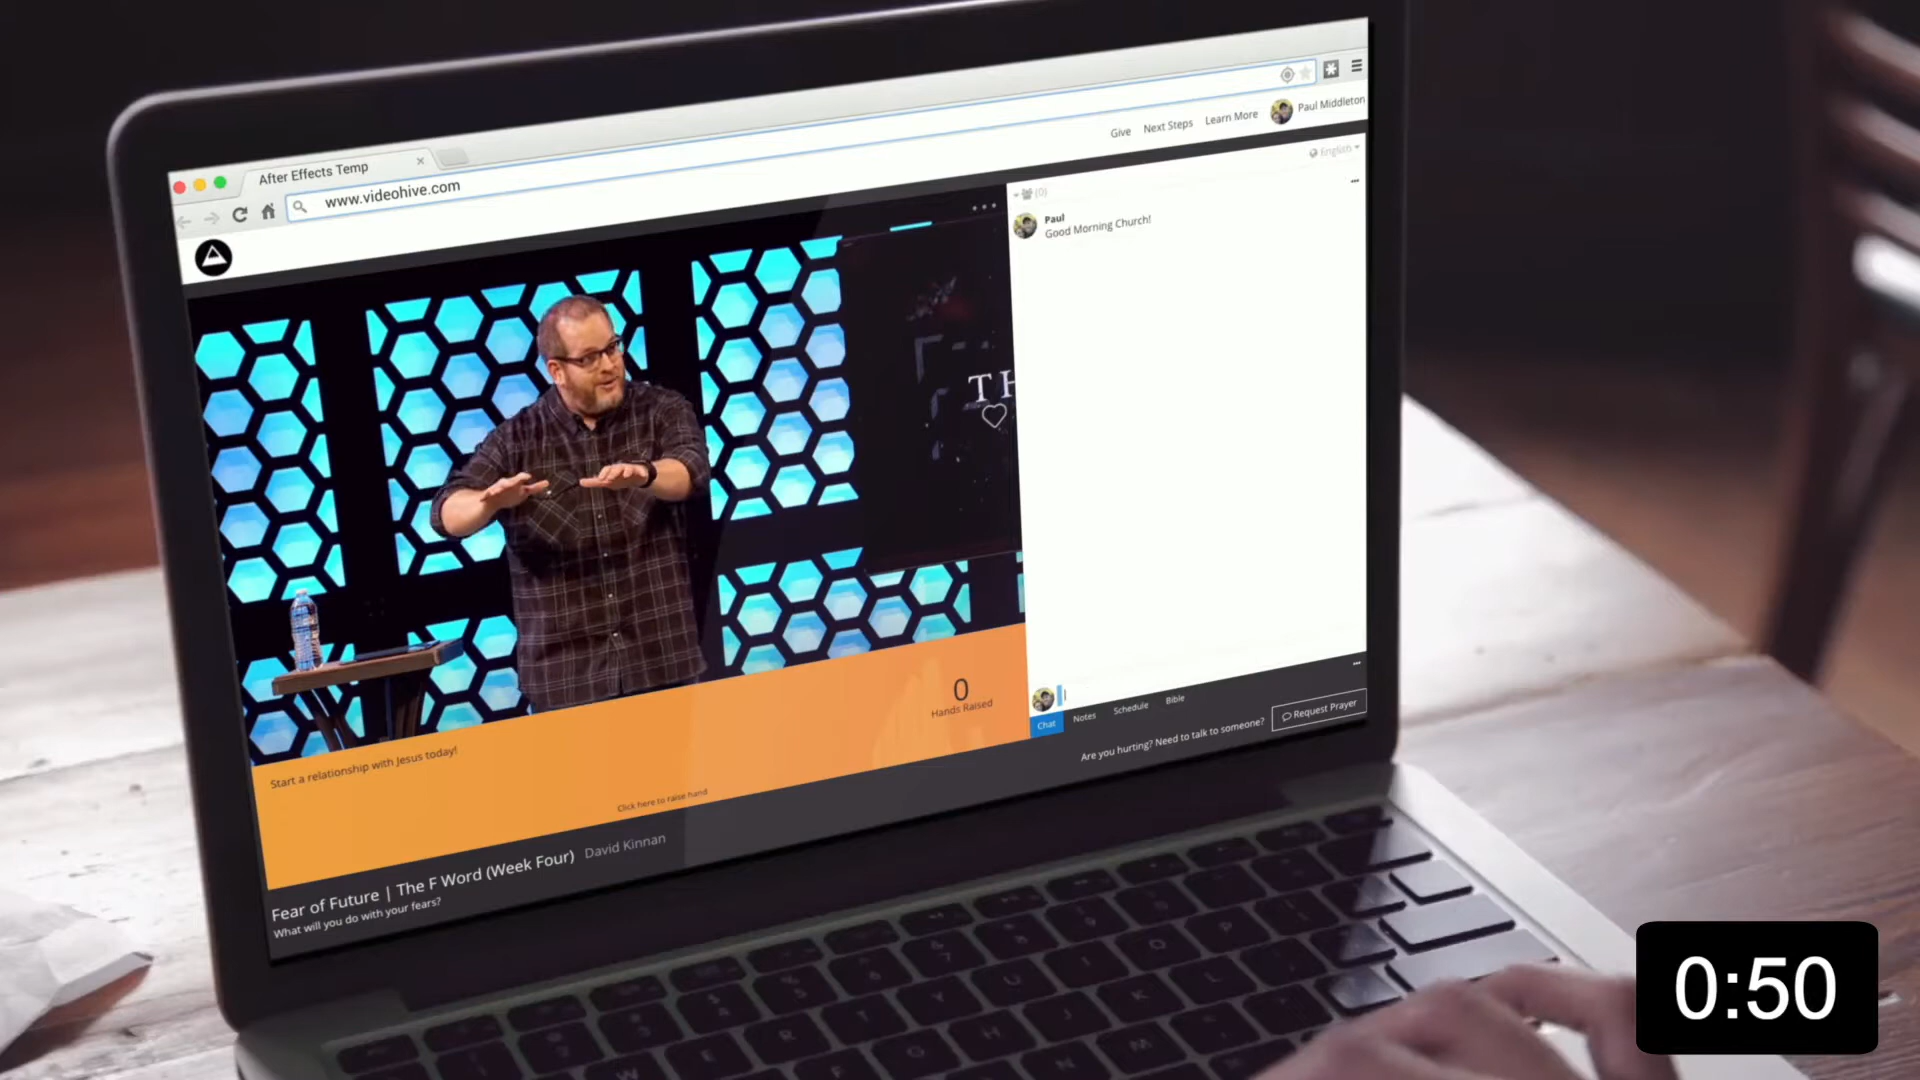 After Effects Temp
www.videohive.com
Give
Next Steps
Learn More
Paul Middleton
English
(0)
Paul
Good Morning Church!
TH
0
Hands Raised
Start a relationship with Jesus today!
Click here to raise hand
Chat
Notes
Schedule
Bible
Are you hurting? Need to talk to someone?
Request Prayer
Fear of Future | The F Word (Week Four) David Kinnan
What will you do with your fears?
0:50